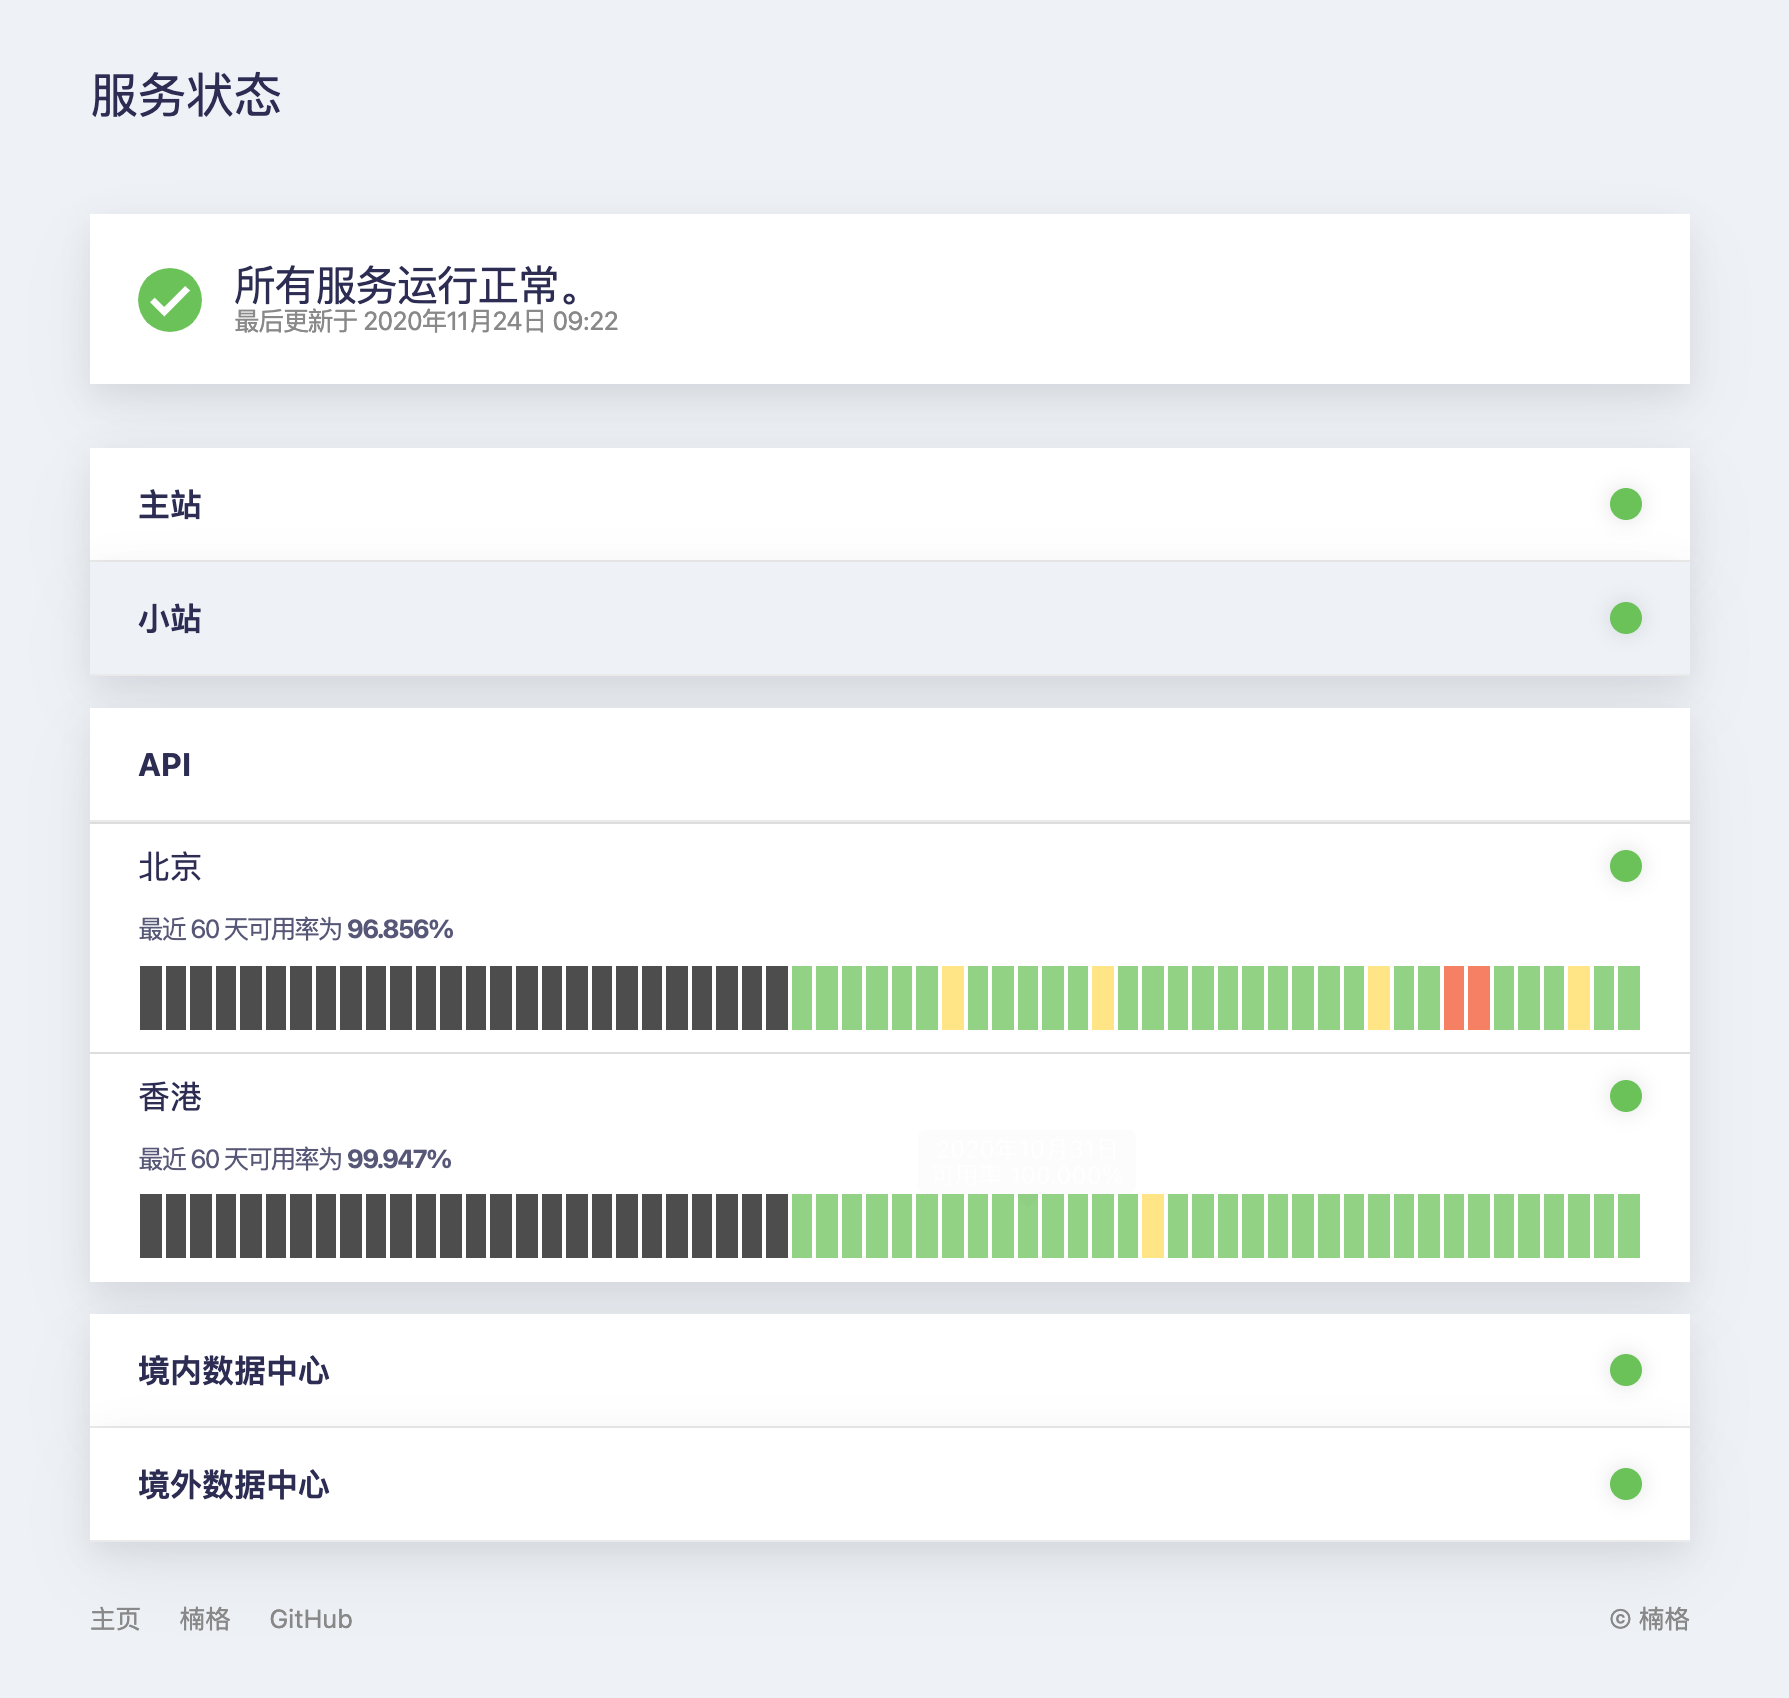 服务状态
所有服务运行正常。
最后更新于 2020年11月24日 09:22
主站
小站
API
北京
最近 60 天可用率为 96.856%
香港
最近 60 天可用率为 99.947%
境内数据中心
境外数据中心
主页 楠格 GitHub
© 楠格